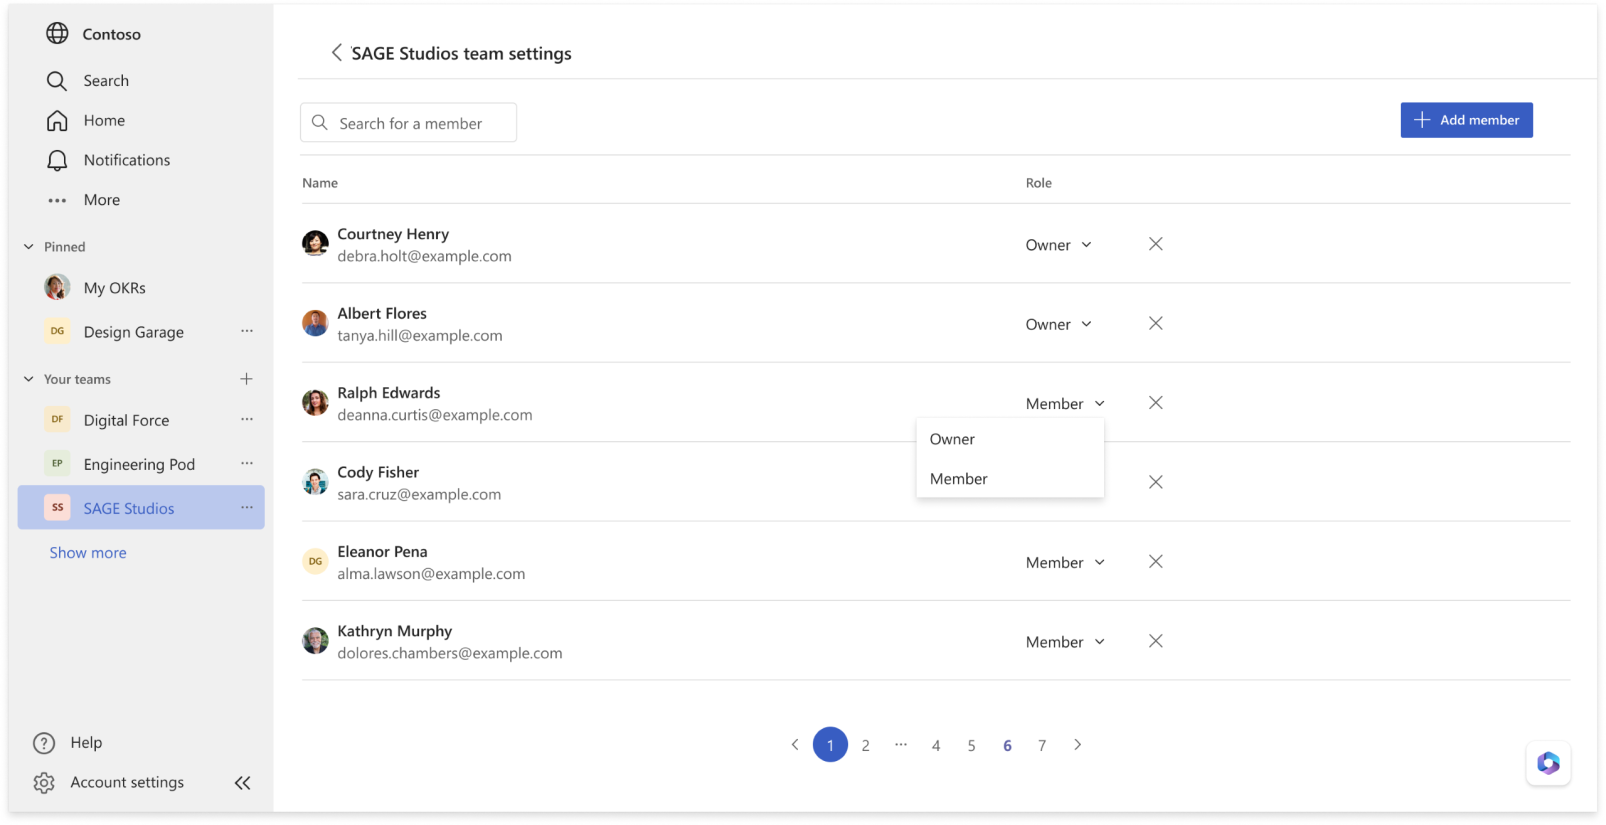 Contoso
Search
Home
Notifications
More
Pinned
My OKRs
DG Design Garage
Your teams
DF Digital Force
EP Engineering Pod
SS SAGE Studios
Show more
Help
Account settings
'SAGE Studios team settings
Search for a member
Add member
Name Role
Courtney Henry
debra.holt@example.com
Owner
Albert Flores
tanya.hill@example.com
Owner
Ralph Edwards
deanna.curtis@example.com
Member
Owner
Member
Cody Fisher
sara.cruz@example.com
DG
Eleanor Pena
alma.lawson@example.com
Member
Kathryn Murphy
dolores.chambers@example.com
Member
1 2 ... 4 5 6 7